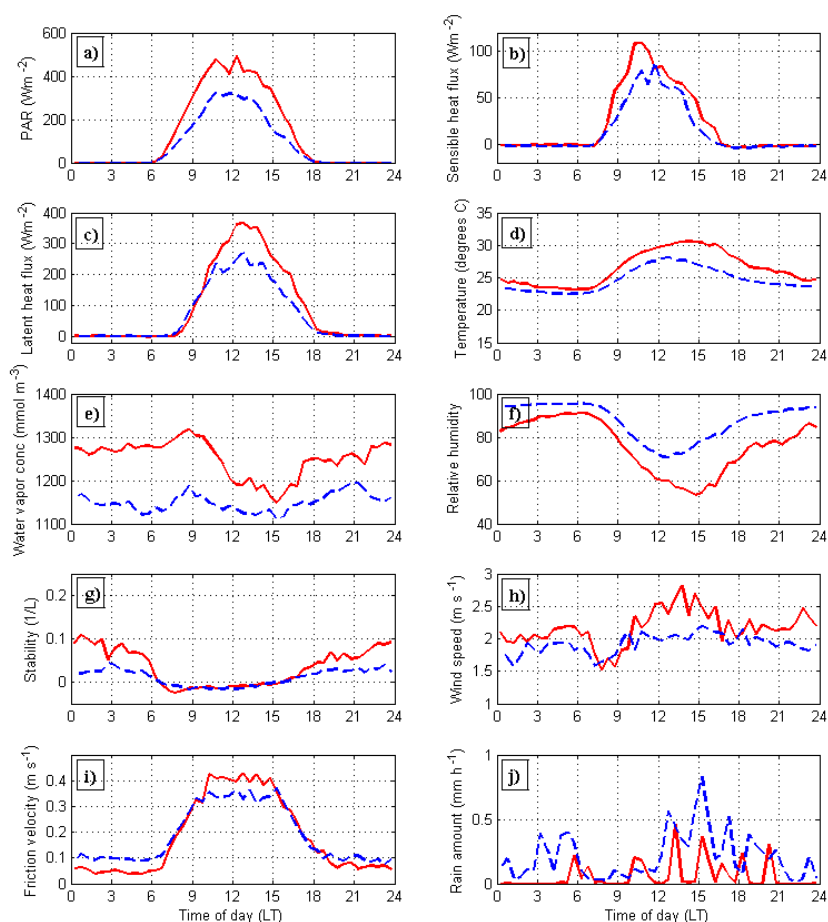 a)
PAR (Wm-2)
600
400
200
0
0 3 6 9 12 15 18 21 24
b)
Sensible heat flux (Wm-2)
100
50
0
0 3 6 9 12 15 18 21 24
c)
Latent heat flux (Wm-2)
400
300
200
100
0
0 3 6 9 12 15 18 21 24
d)
Temperature (degrees C)
35
30
25
20
15
0 3 6 9 12 15 18 21 24
e)
Water vapor conc (mmol m-3)
1400
1300
1200
1100
0 3 6 9 12 15 18 21 24
f)
Relative humidity
100
80
60
40
0 3 6 9 12 15 18 21 24
g)
Stability (1/L)
0.2
0.1
0
0 3 6 9 12 15 18 21 24
h)
Wind speed (m s-1)
3
2.5
2
1.5
1
0 3 6 9 12 15 18 21 24
i)
Friction velocity (m s-1)
0.4
0.3
0.2
0.1
0
0 3 6 9 12 15 18 21 24
Time of day (LT)
j)
Rain amount (mm h-1)
1
0.5
0
0 3 6 9 12 15 18 21 24
Time of day (LT)